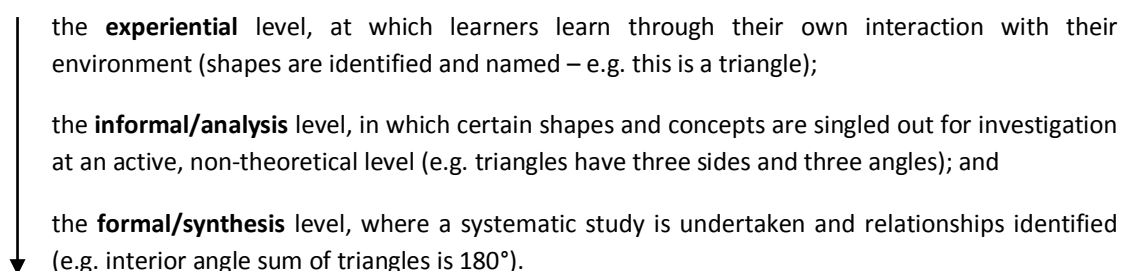 the experiential level, at which learners learn through their own interaction with their
environment (shapes are identified and named – e.g. this is a triangle);
the informal/analysis level, in which certain shapes and concepts are singled out for investigation
at an active, non-theoretical level (e.g. triangles have three sides and three angles); and
the formal/synthesis level, where a systematic study is undertaken and relationships identified
(e.g. interior angle sum of triangles is 180°).